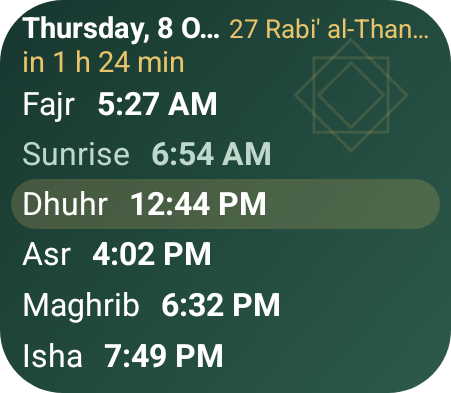 Thursday, 8 O... 27 Rabi' al-Than...
in 1 h 24 min
Fajr 5:27 AM
Sunrise 6:54 AM
Dhuhr 12:44 PM
Asr 4:02 PM
Maghrib 6:32 PM
Isha 7:49 PM